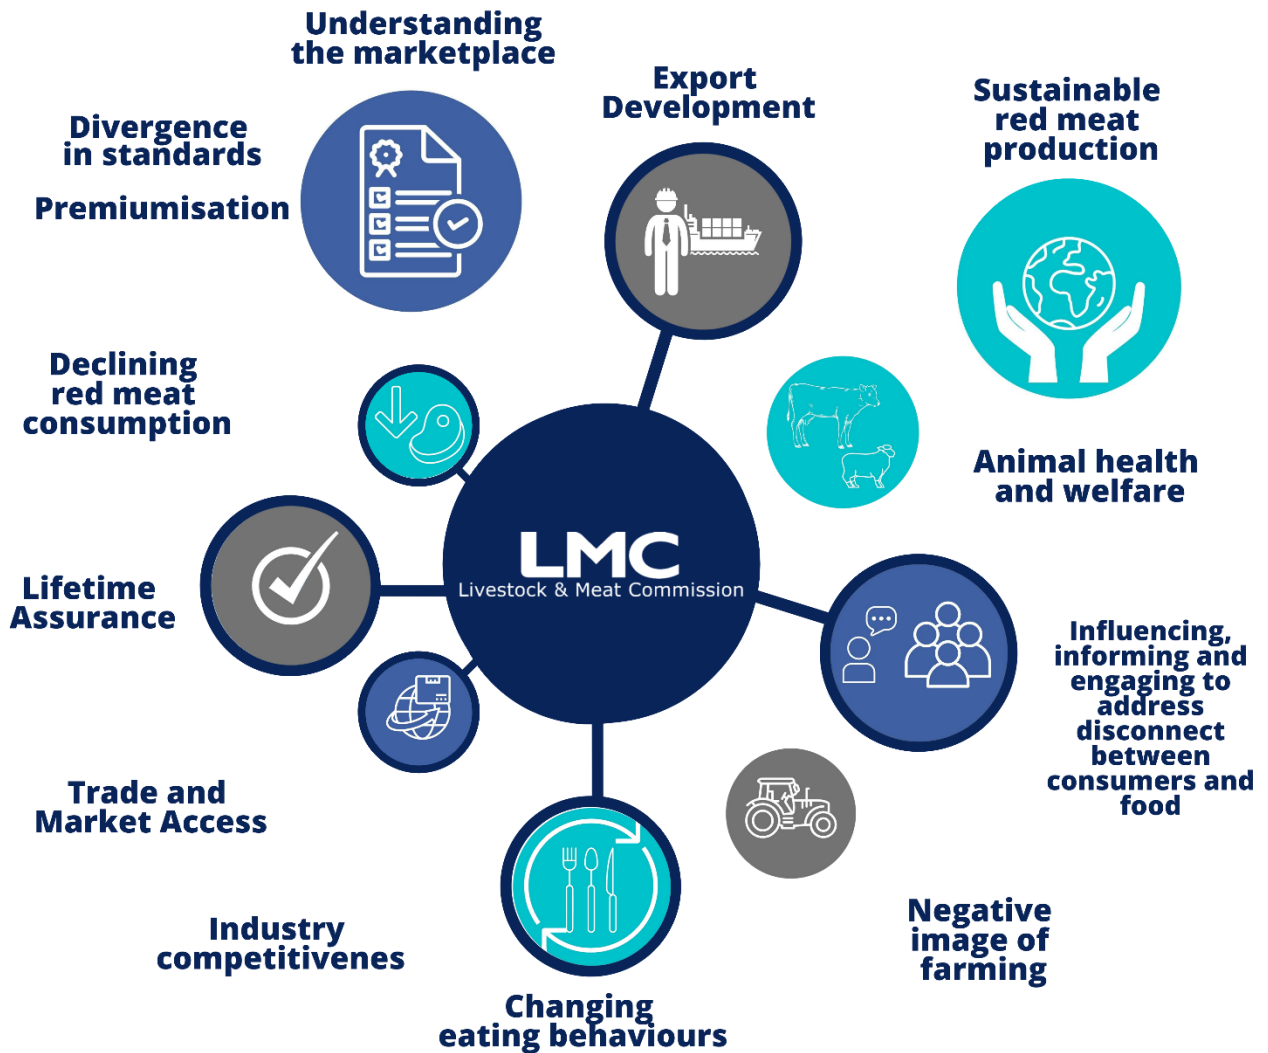 Understanding
the marketplace
Export
Development
Sustainable
red meat
production
Divergence
in standards
Premiumisation
Declining
red meat
consumption
Animal health
and welfare
LMC
Livestock & Meat Commission
Lifetime
Assurance
Influencing,
informing and
engaging to
address
disconnect
between
consumers and
food
Trade and
Market Access
Industry
competitivenes
Negative
image of
farming
Changing
eating behaviours